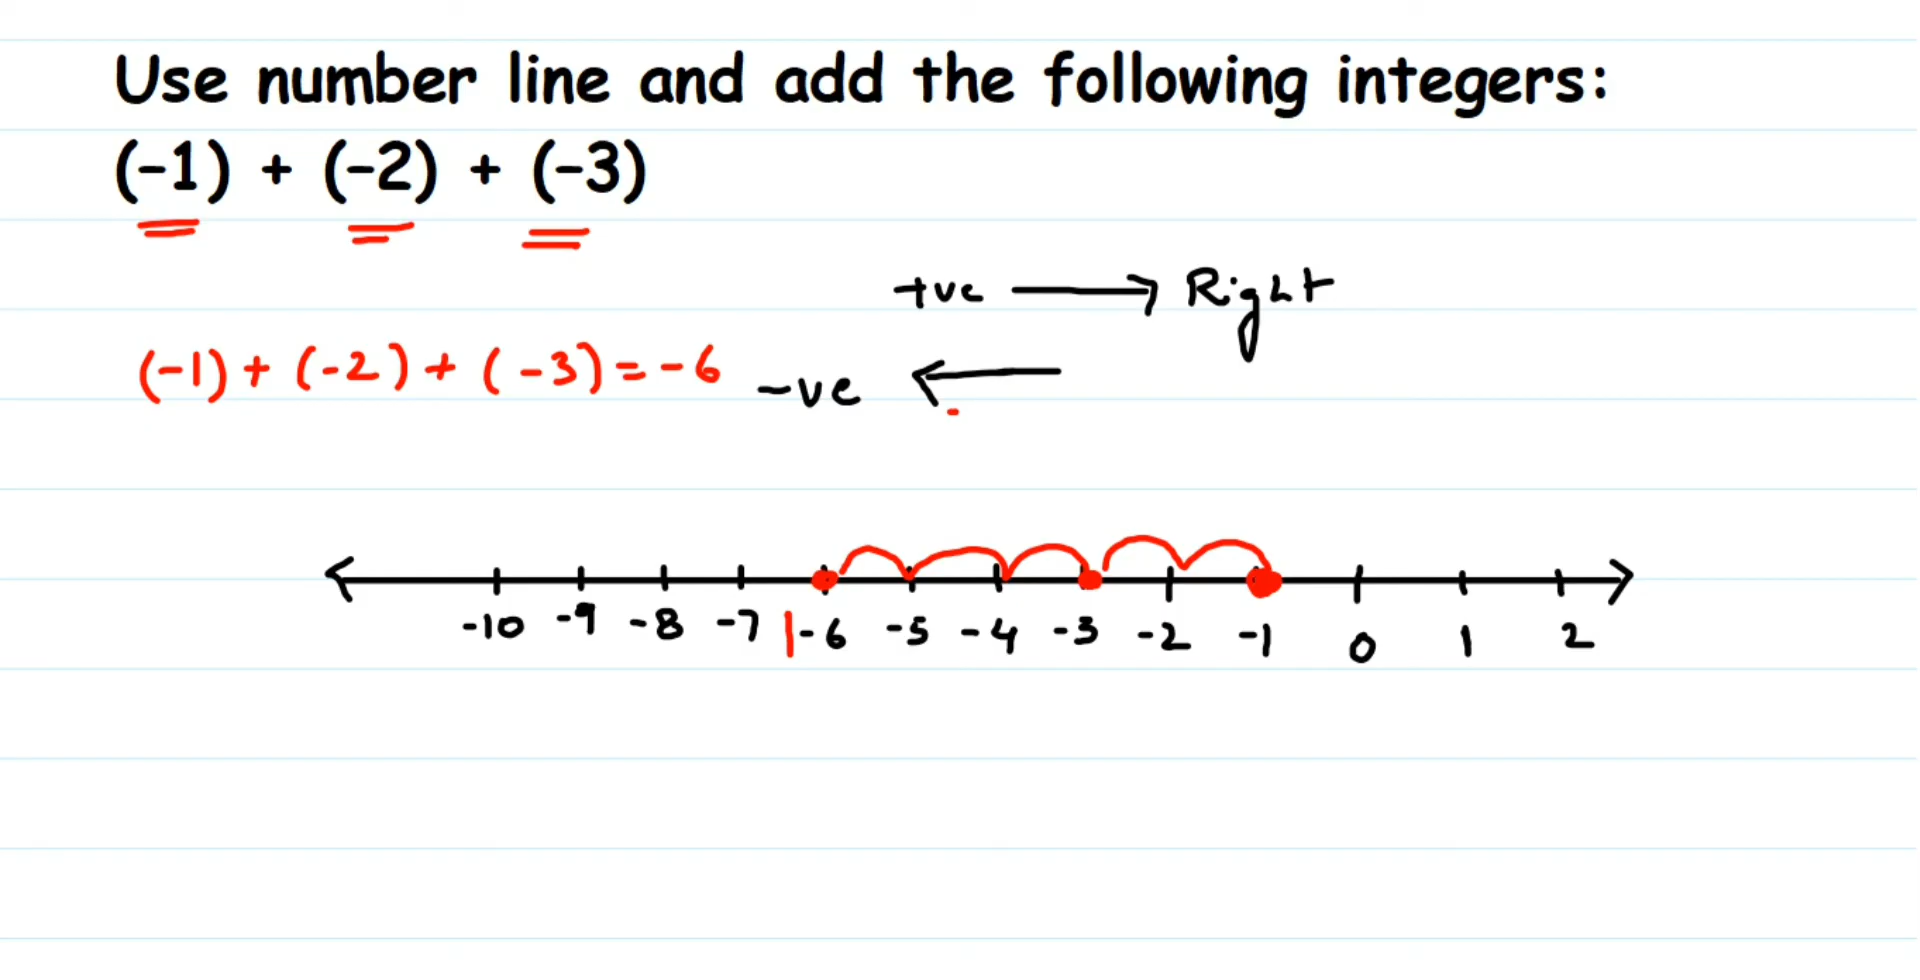 Use number line and add the following integers:
(-1) + (-2) + (-3)
+ve → Right
(-1) + (-2) + (-3) = -6
-ve ←
-10 -9 -8 -7 -6 -5 -4 -3 -2 -1 0 1 2